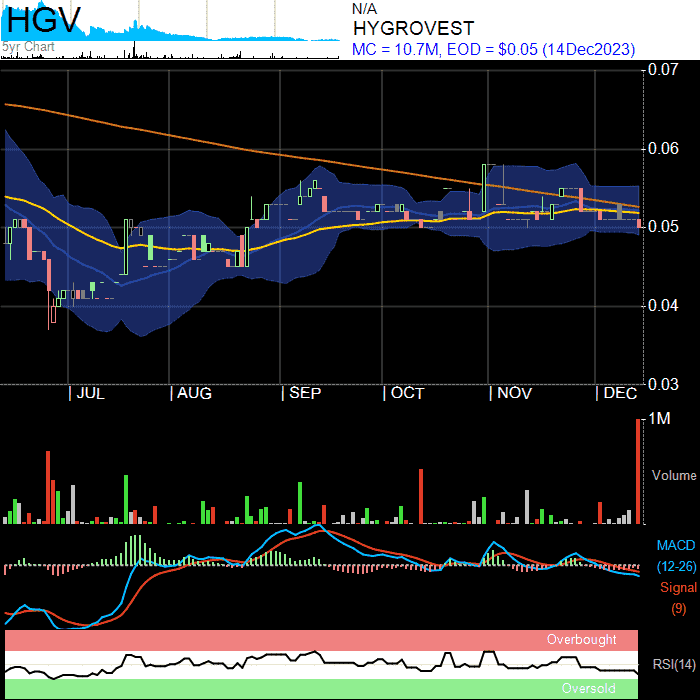 HGV
5yr Chart
N/A
HYGROVEST
MC = 10.7M, EOD = $0.05 (14Dec2023)
0.07
0.06
0.05
0.04
0.03
JUL AUG SEP OCT NOV DEC
1M
Volume
MACD
(12-26)
Signal
(9)
Overbought
RSI(14)
Oversold